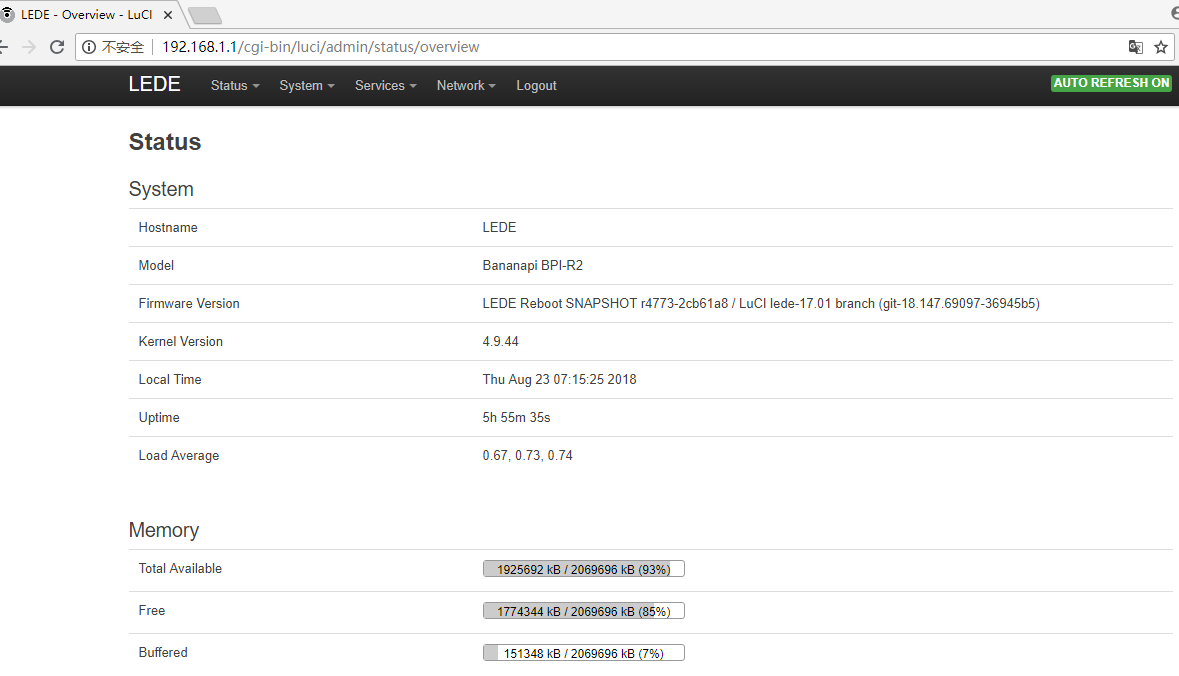 LEDE - Overview - LuCI
不安全 192.168.1.1/cgi-bin/luci/admin/status/overview
LEDE Status System Services Network Logout AUTO REFRESH ON
Status
System
Hostname LEDE
Model Bananapi BPI-R2
Firmware Version LEDE Reboot SNAPSHOT r4773-2cb61a8 / LuCI lede-17.01 branch (git-18.147.69097-36945b5)
Kernel Version 4.9.44
Local Time Thu Aug 23 07:15:25 2018
Uptime 5h 55m 35s
Load Average 0.67, 0.73, 0.74
Memory
Total Available 1925692 kB / 2069696 kB (93%)
Free 1774344 kB / 2069696 kB (85%)
Buffered 151348 kB / 2069696 kB (7%)